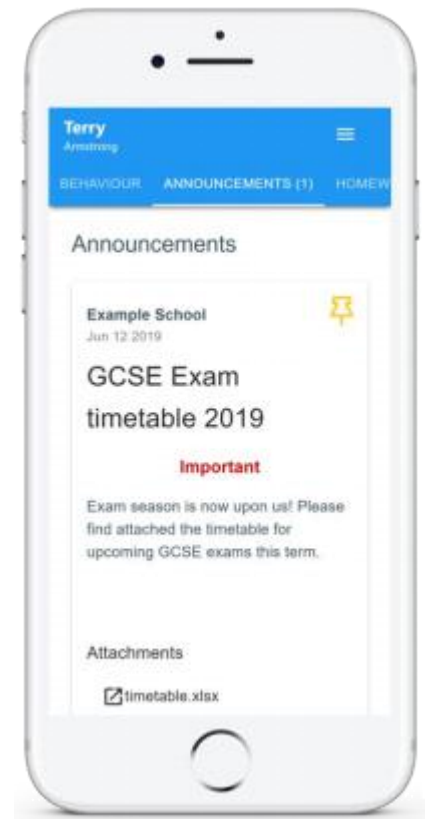 Terry
Armstrong
BEHAVIOUR ANNOUNCEMENTS (1) HOMEW
Announcements
Example School
Jun 12 2019
GCSE Exam
timetable 2019
Important
Exam season is now upon us! Please
find attached the timetable for
upcoming GCSE exams this term.
Attachments
timetable.xlsx